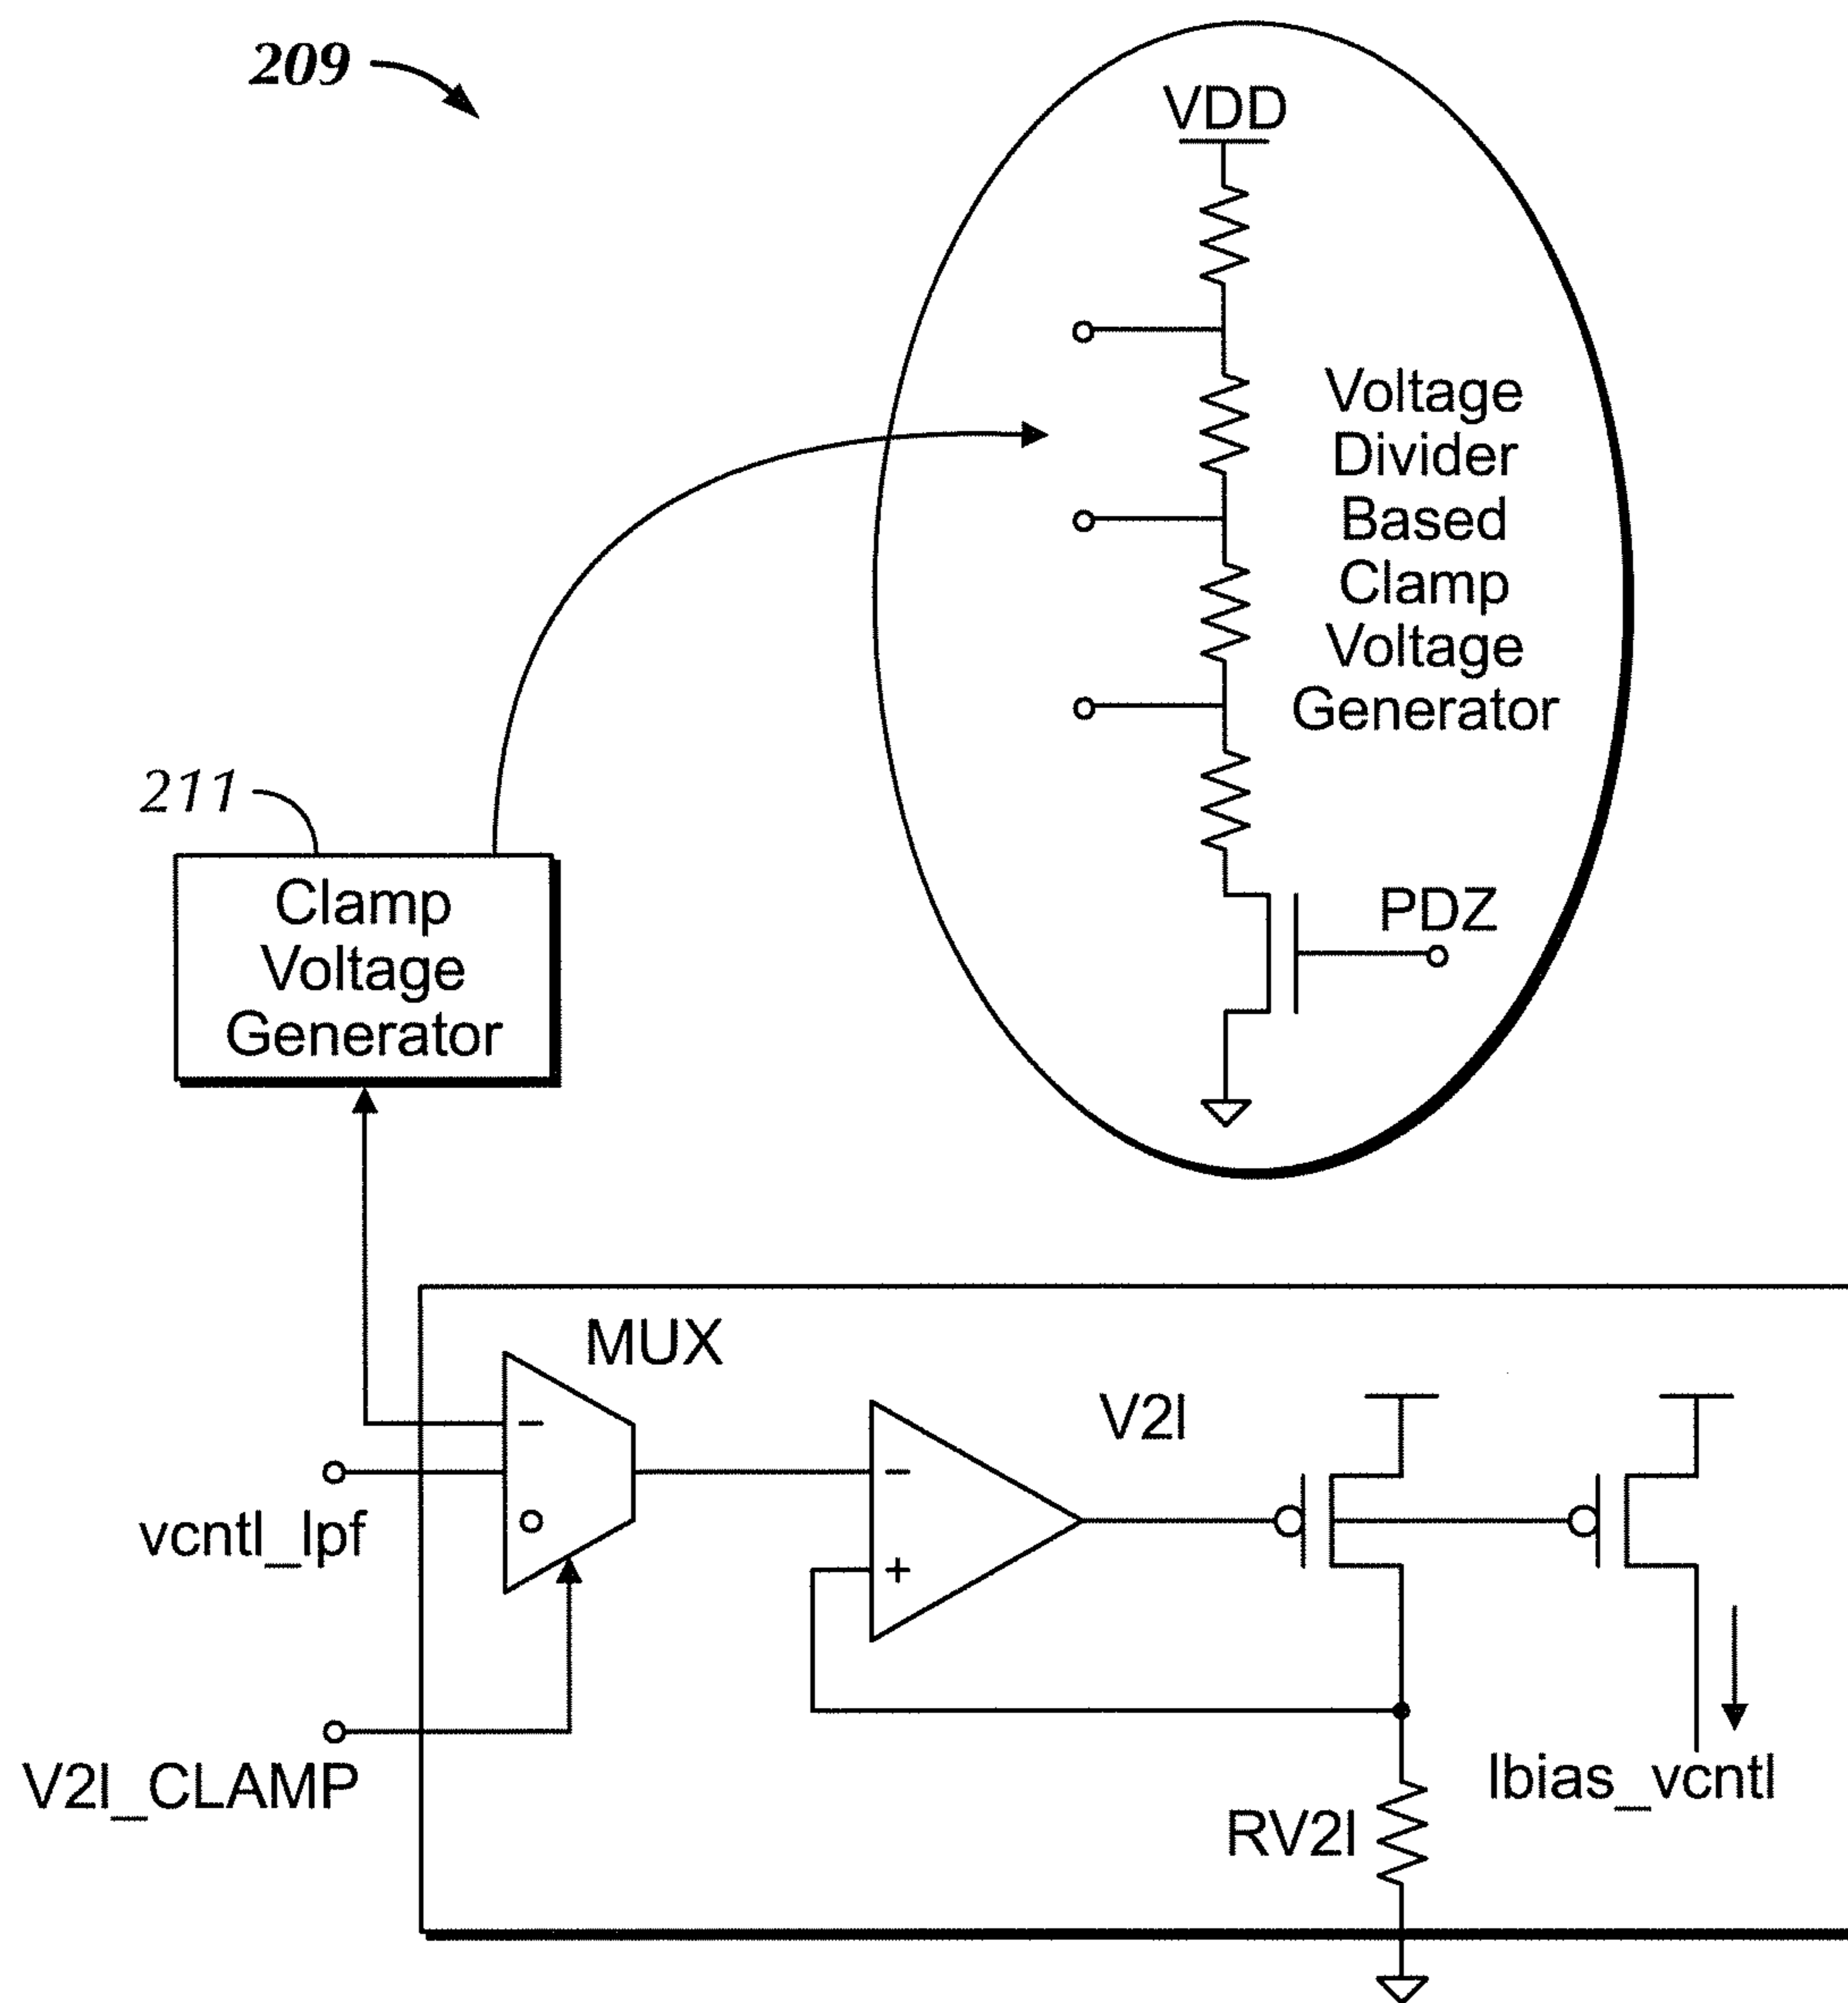 209
VDD
Voltage
Divider
Based
Clamp
Voltage
Generator
PDZ
211
Clamp
Voltage
Generator
MUX
V2I
-
-
+
vcntl_lpf
V2I_CLAMP
RV2I
Ibias_vcntl